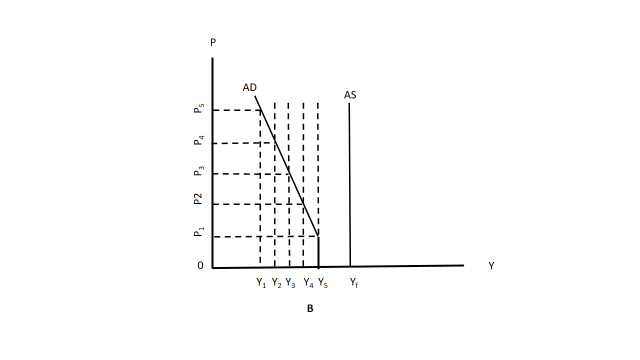 P
AD
AS
P₅
P₄
P₃
P2
P₁
0
Y
Y₁ Y₂ Y₃ Y₄ Y₅ Yf
B